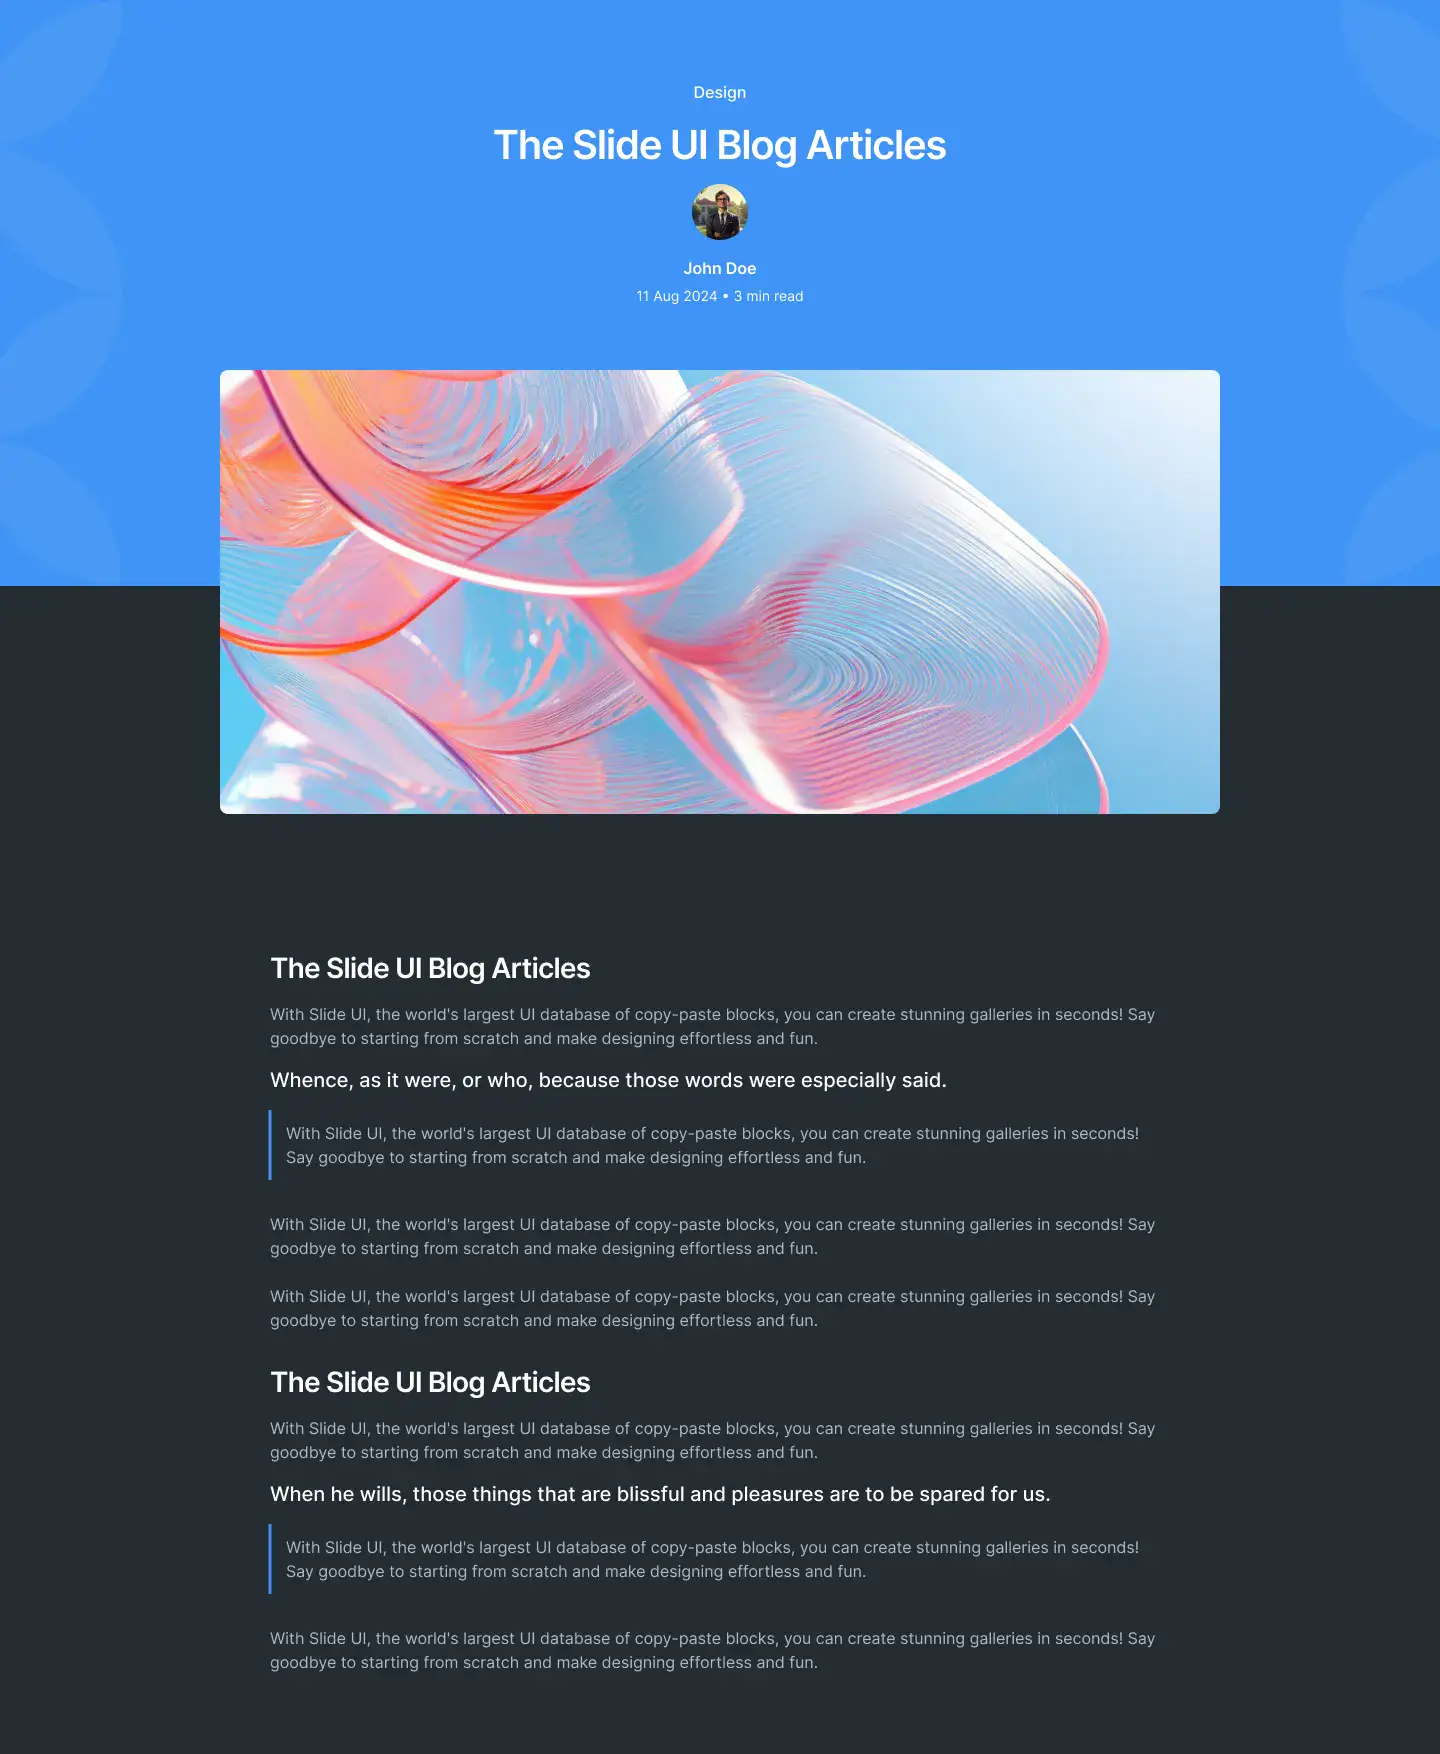 Design
The Slide UI Blog Articles
John Doe
11 Aug 2024 • 3 min read
The Slide UI Blog Articles
With Slide UI, the world's largest UI database of copy-paste blocks, you can create stunning galleries in seconds! Say
goodbye to starting from scratch and make designing effortless and fun.
Whence, as it were, or who, because those words were especially said.
With Slide UI, the world's largest UI database of copy-paste blocks, you can create stunning galleries in seconds!
Say goodbye to starting from scratch and make designing effortless and fun.
With Slide UI, the world's largest UI database of copy-paste blocks, you can create stunning galleries in seconds! Say
goodbye to starting from scratch and make designing effortless and fun.
With Slide UI, the world's largest UI database of copy-paste blocks, you can create stunning galleries in seconds! Say
goodbye to starting from scratch and make designing effortless and fun.
The Slide UI Blog Articles
With Slide UI, the world's largest UI database of copy-paste blocks, you can create stunning galleries in seconds! Say
goodbye to starting from scratch and make designing effortless and fun.
When he wills, those things that are blissful and pleasures are to be spared for us.
With Slide UI, the world's largest UI database of copy-paste blocks, you can create stunning galleries in seconds!
Say goodbye to starting from scratch and make designing effortless and fun.
With Slide UI, the world's largest UI database of copy-paste blocks, you can create stunning galleries in seconds! Say
goodbye to starting from scratch and make designing effortless and fun.